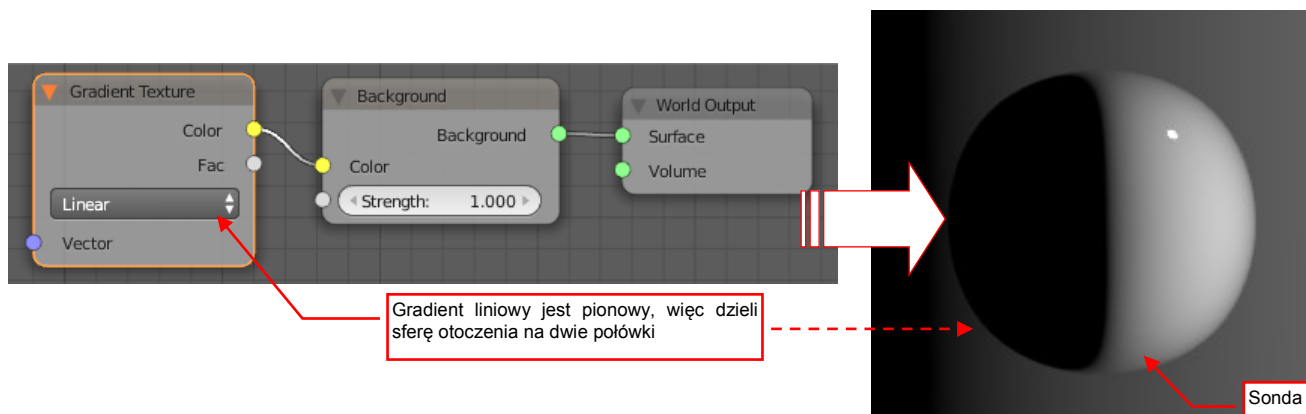 Gradient Texture
Color
Fac
Linear
Vector
Background
Background
Color
Strength: 1.000
World Output
Surface
Volume
Gradient liniowy jest pionowy, więc dzieli
sferę otoczenia na dwie połówki
Sonda